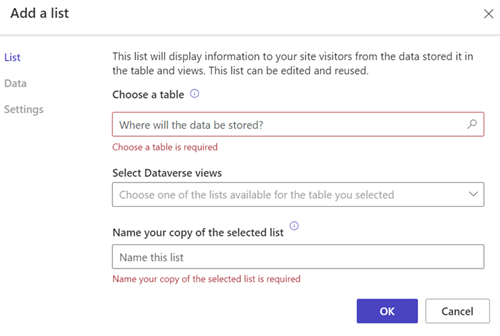 Add a list
List
Data
Settings
This list will display information to your site visitors from the data stored it in
the table and views. This list can be edited and reused.
Choose a table
Where will the data be stored?
Choose a table is required
Select Dataverse views
Choose one of the lists available for the table you selected
Name your copy of the selected list
Name this list
Name your copy of the selected list is required
OK
Cancel